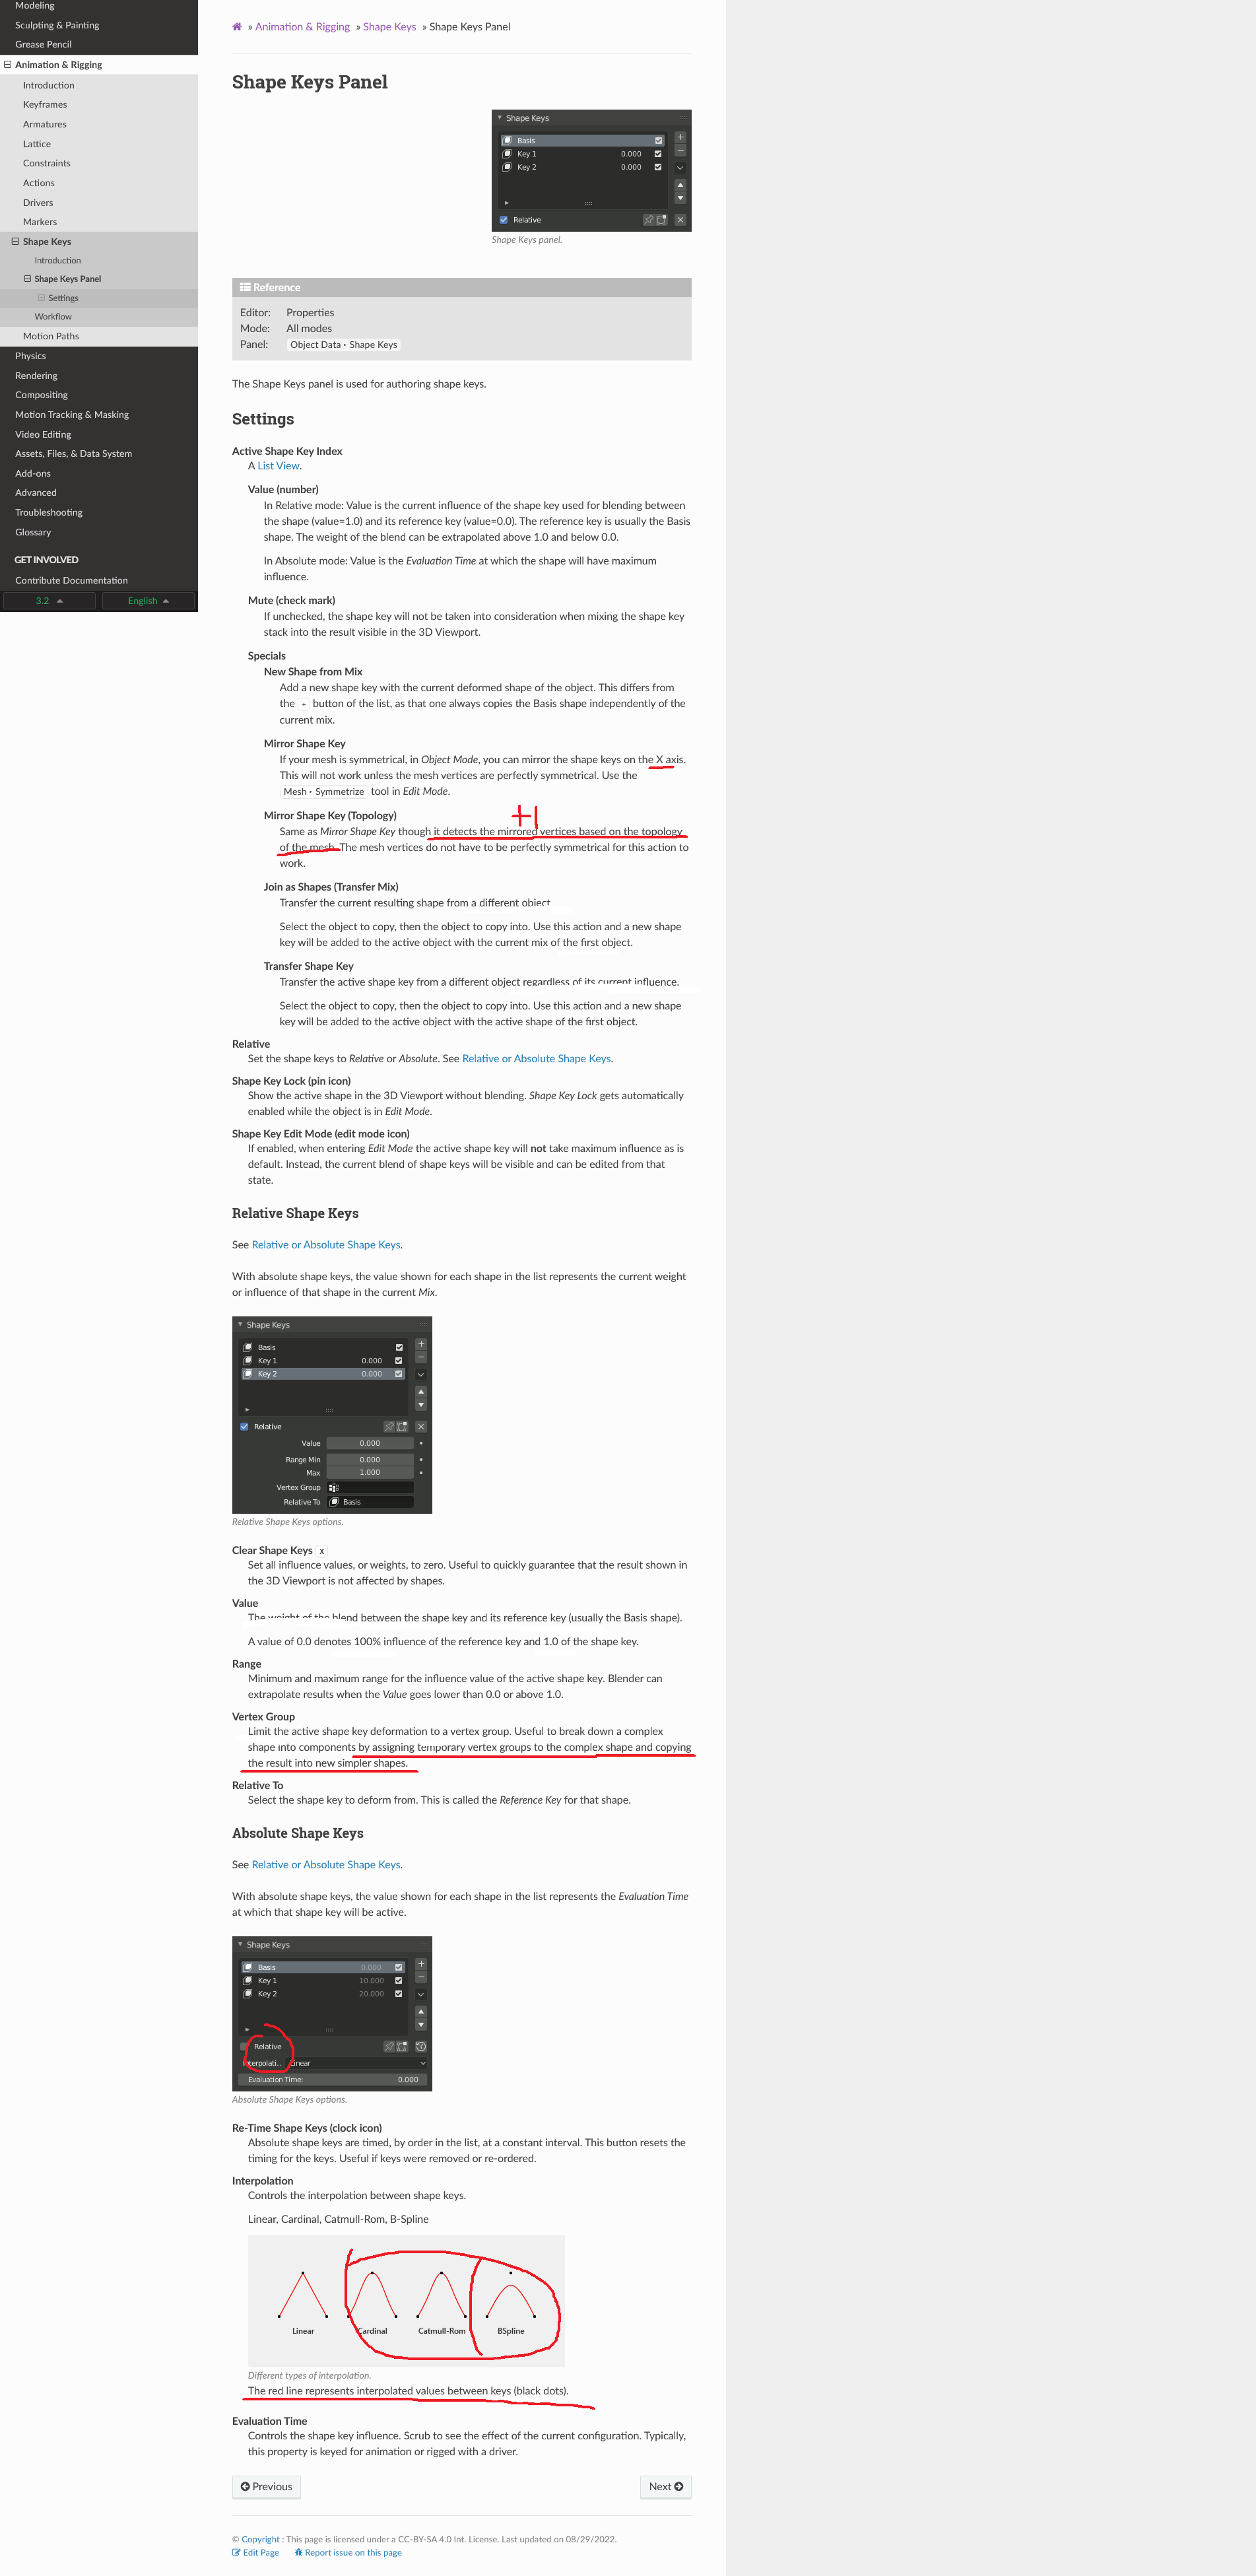 Modeling
Sculpting & Painting
Grease Pencil
Animation & Rigging
Introduction
Keyframes
Armatures
Lattice
Constraints
Actions
Drivers
Markers
Shape Keys
Introduction
Shape Keys Panel
Settings
Workflow
Motion Paths
Physics
Rendering
Compositing
Motion Tracking & Masking
Video Editing
Assets, Files, & Data System
Add-ons
Advanced
Troubleshooting
Glossary
GET INVOLVED
Contribute Documentation
3.2 English
» Animation & Rigging » Shape Keys » Shape Keys Panel
Shape Keys Panel
Shape Keys
Basis
Key 1 0.000
Key 2 0.000
Relative
Shape Keys panel.
Reference
Editor: Properties
Mode: All modes
Panel: Object Data ‣ Shape Keys
The Shape Keys panel is used for authoring shape keys.
Settings
Active Shape Key Index
A List View.
Value (number)
In Relative mode: Value is the current influence of the shape key used for blending between
the shape (value=1.0) and its reference key (value=0.0). The reference key is usually the Basis
shape. The weight of the blend can be extrapolated above 1.0 and below 0.0.
In Absolute mode: Value is the Evaluation Time at which the shape will have maximum
influence.
Mute (check mark)
If unchecked, the shape key will not be taken into consideration when mixing the shape key
stack into the result visible in the 3D Viewport.
Specials
New Shape from Mix
Add a new shape key with the current deformed shape of the object. This differs from
the + button of the list, as that one always copies the Basis shape independently of the
current mix.
Mirror Shape Key
If your mesh is symmetrical, in Object Mode, you can mirror the shape keys on the X axis.
This will not work unless the mesh vertices are perfectly symmetrical. Use the
Mesh ‣ Symmetrize tool in Edit Mode.
+1
Mirror Shape Key (Topology)
Same as Mirror Shape Key though it detects the mirrored vertices based on the topology
of the mesh. The mesh vertices do not have to be perfectly symmetrical for this action to
work.
Join as Shapes (Transfer Mix)
Transfer the current resulting shape from a different object
Select the object to copy, then the object to copy into. Use this action and a new shape
key will be added to the active object with the current mix of the first object.
Transfer Shape Key
Transfer the active shape key from a different object regardless of its current influence.
Select the object to copy, then the object to copy into. Use this action and a new shape
key will be added to the active object with the active shape of the first object.
Relative
Set the shape keys to Relative or Absolute. See Relative or Absolute Shape Keys.
Shape Key Lock (pin icon)
Show the active shape in the 3D Viewport without blending. Shape Key Lock gets automatically
enabled while the object is in Edit Mode.
Shape Key Edit Mode (edit mode icon)
If enabled, when entering Edit Mode the active shape key will not take maximum influence as is
default. Instead, the current blend of shape keys will be visible and can be edited from that
state.
Relative Shape Keys
See Relative or Absolute Shape Keys.
With absolute shape keys, the value shown for each shape in the list represents the current weight
or influence of that shape in the current Mix.
Shape Keys
Basis
Key 1 0.000
Key 2 0.000
Relative
Value 0.000
Range Min 0.000
Max 1.000
Vertex Group
Relative To Basis
Relative Shape Keys options.
Clear Shape Keys X
Set all influence values, or weights, to zero. Useful to quickly guarantee that the result shown in
the 3D Viewport is not affected by shapes.
Value
The weight of the blend between the shape key and its reference key (usually the Basis shape).
A value of 0.0 denotes 100% influence of the reference key and 1.0 of the shape key.
Range
Minimum and maximum range for the influence value of the active shape key. Blender can
extrapolate results when the Value goes lower than 0.0 or above 1.0.
Vertex Group
Limit the active shape key deformation to a vertex group. Useful to break down a complex
shape into components by assigning temporary vertex groups to the complex shape and copying
the result into new simpler shapes.
Relative To
Select the shape key to deform from. This is called the Reference Key for that shape.
Absolute Shape Keys
See Relative or Absolute Shape Keys.
With absolute shape keys, the value shown for each shape in the list represents the Evaluation Time
at which that shape key will be active.
Shape Keys
Basis 0.000
Key 1 10.000
Key 2 20.000
Relative
Interpolati.. Linear
Evaluation Time: 0.000
Absolute Shape Keys options.
Re-Time Shape Keys (clock icon)
Absolute shape keys are timed, by order in the list, at a constant interval. This button resets the
timing for the keys. Useful if keys were removed or re-ordered.
Interpolation
Controls the interpolation between shape keys.
Linear, Cardinal, Catmull-Rom, B-Spline
Linear Cardinal Catmull-Rom BSpline
Different types of interpolation.
The red line represents interpolated values between keys (black dots).
Evaluation Time
Controls the shape key influence. Scrub to see the effect of the current configuration. Typically,
this property is keyed for animation or rigged with a driver.
Previous Next
© Copyright : This page is licensed under a CC-BY-SA 4.0 Int. License. Last updated on 08/29/2022.
Edit Page Report issue on this page